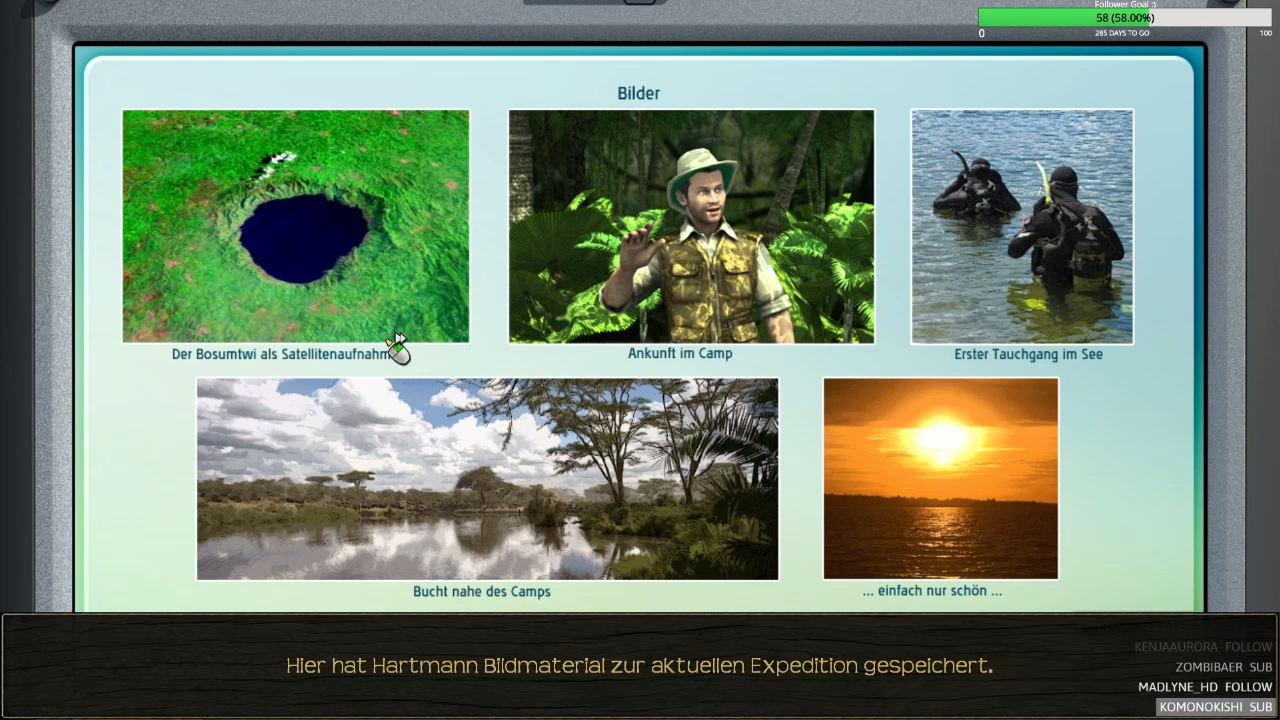 Follower Goal :)
58 (58.00%)
0
285 DAYS TO GO
100
Bilder
Der Bosumtwi als Satellitenaufnahm
Ankunft im Camp
Erster Tauchgang im See
Bucht nahe des Camps
... einfach nur schön ...
Hier hat Hartmann Bildmaterial zur aktuellen Expedition gespeichert.
KENJAAURORA FOLLOW
ZOMBIBAER SUB
MADLYNE_HD FOLLOW
KOMONOKISHI SUB